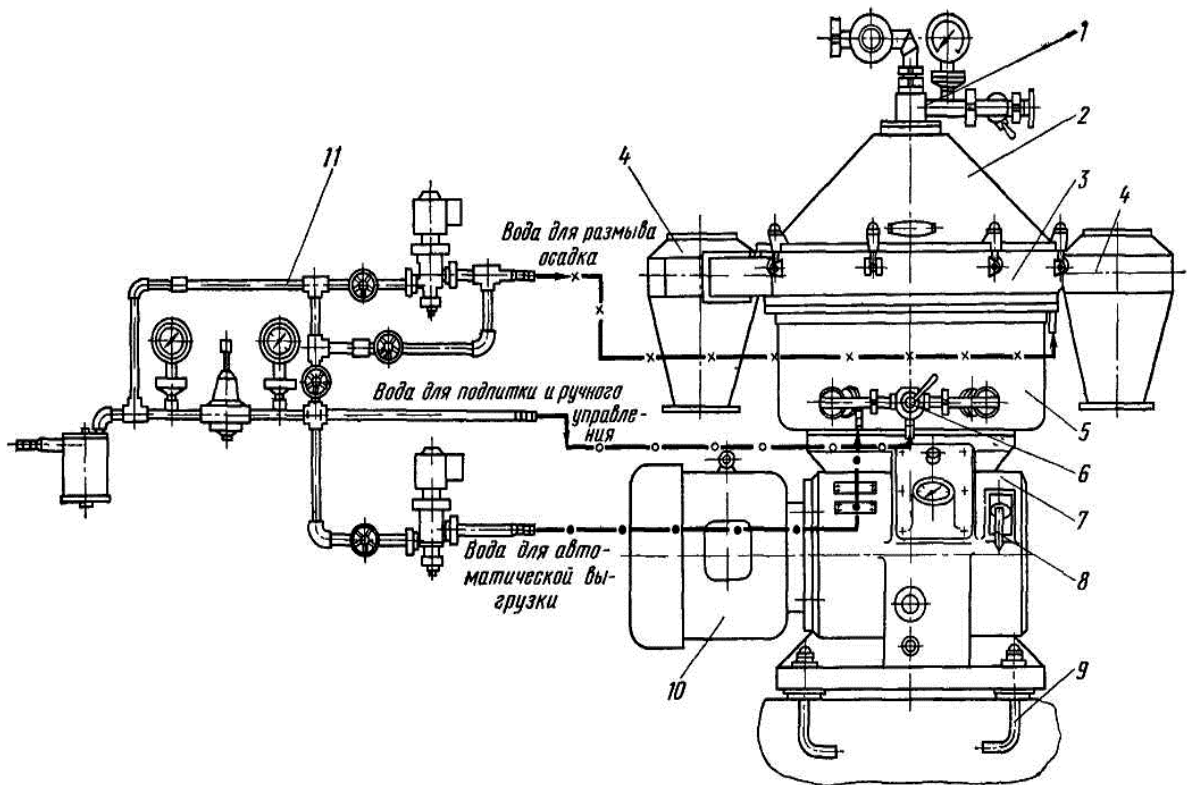 1
2
11
4
3
4
Вода для размыва
осадка
Вода для подпитки и ручного
управле-
ния
5
6
7
Вода для авто-
матической вы-
грузки
8
10
9